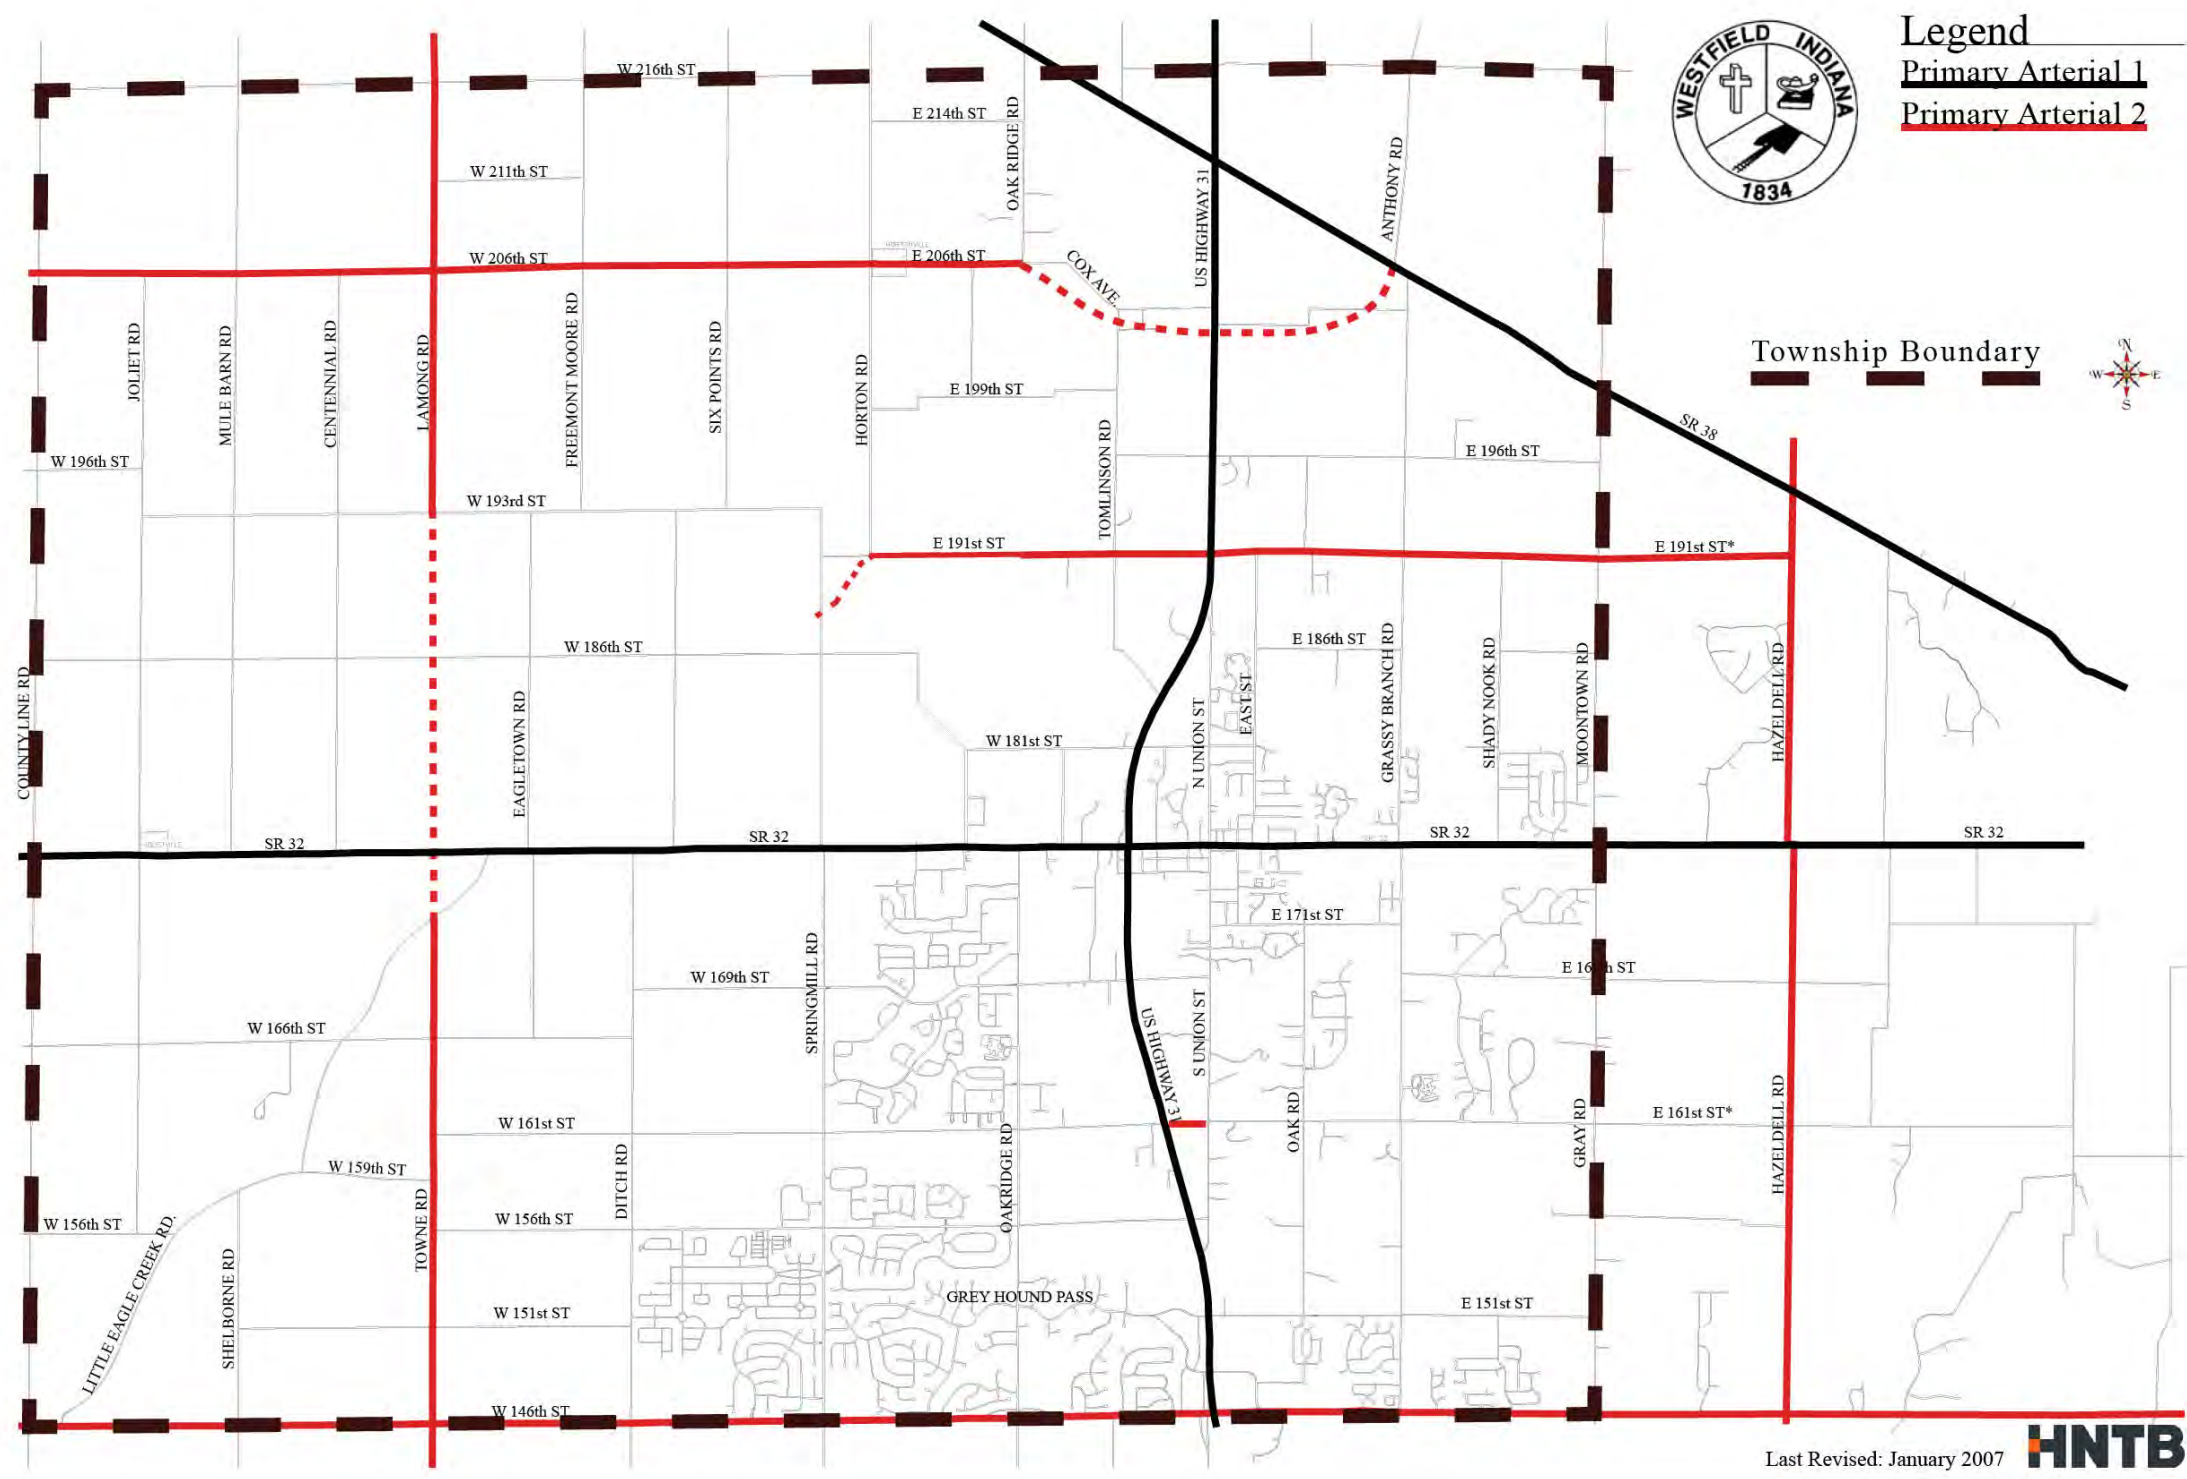 WESTFIELD INDIANA
1834
Legend
Primary Arterial 1
Primary Arterial 2
Township Boundary
N
W E
S
W 216th ST
E 214th ST
OAK RIDGE RD
W 211th ST
ANTHONY RD
US HIGHWAY 31
W 206th ST
E 206th ST
COX AVE.
JOLIET RD
MULE BARN RD
CENTENNIAL RD
LAMONG RD
FREEMONT MOORE RD
SIX POINTS RD
HORTON RD
E 199th ST
TOMLINSON RD
SR 38
W 196th ST
E 196th ST
W 193rd ST
E 191st ST
E 191st ST*
W 186th ST
E 186th ST
COUNTY LINE RD
EAGLETOWN RD
N UNION ST
EAST ST
GRASSY BRANCH RD
SHADY NOOK RD
MOONTOWN RD
HAZELDELL RD
W 181st ST
SR 32
SR 32
SR 32
SR 32
E 171st ST
SPRINGMILL RD
W 169th ST
E 16 h ST
W 166th ST
US HIGHWAY 31
S UNION ST
W 161st ST
E 161st ST*
OAK RD
GRAY RD
HAZELDELL RD
W 159th ST
DITCH RD
OAKRIDGE RD
W 156th ST
W 156th ST
TOWNE RD
LITTLE EAGLE CREEK RD.
SHELBORNE RD
GREY HOUND PASS
W 151st ST
E 151st ST
W 146th ST
Last Revised: January 2007
HNTB